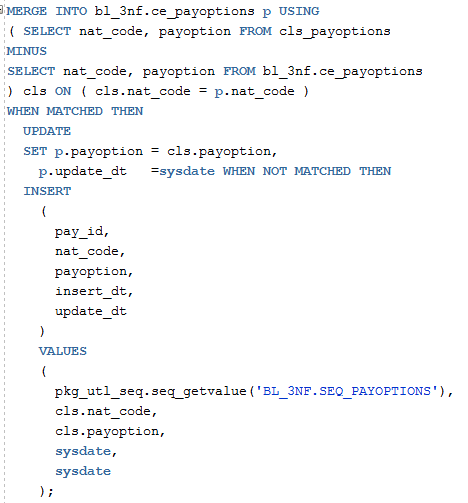 MERGE INTO bl_3nf.ce_payoptions p USING
( SELECT nat_code, payoption FROM cls_payoptions
MINUS
SELECT nat_code, payoption FROM bl_3nf.ce_payoptions
) cls ON ( cls.nat_code = p.nat_code )
WHEN MATCHED THEN
  UPDATE
  SET p.payoption = cls.payoption,
    p.update_dt   =sysdate WHEN NOT MATCHED THEN
  INSERT
    (
      pay_id,
      nat_code,
      payoption,
      insert_dt,
      update_dt
    )
    VALUES
    (
      pkg_utl_seq.seq_getvalue('BL_3NF.SEQ_PAYOPTIONS'),
      cls.nat_code,
      cls.payoption,
      sysdate,
      sysdate
    );